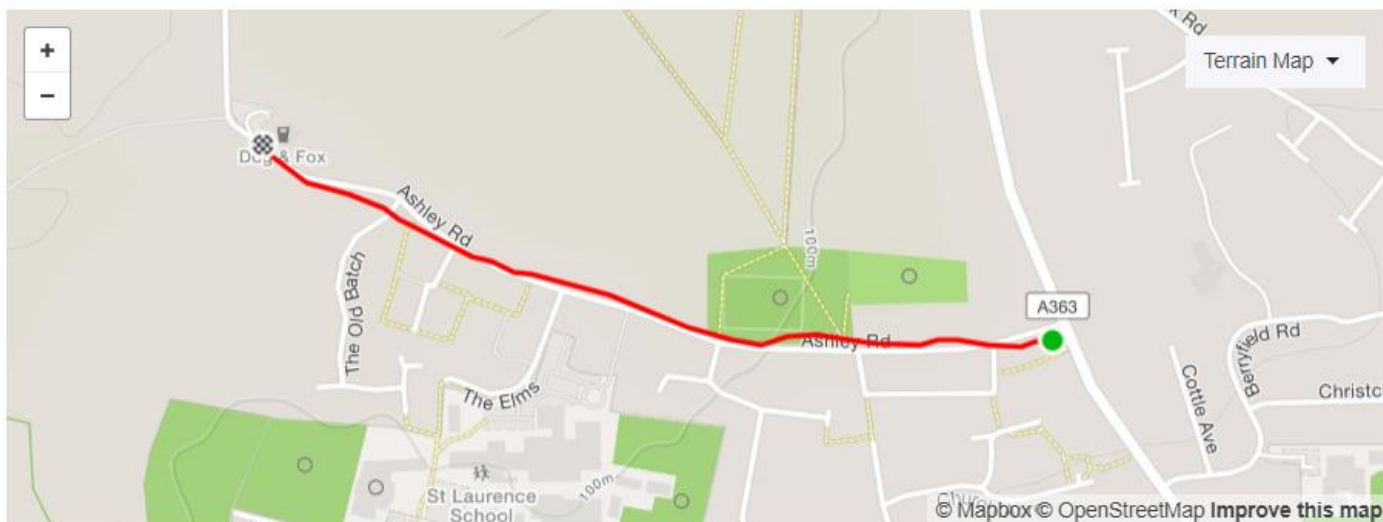 +
−
k Rd
Terrain Map
Dog & Fox
Ashley Rd
100m
A363
The Old Batch
Ashley Rd
Berryfield Rd
The Elms
Cottle Ave
Christc
St Laurence
School
100m
© Mapbox © OpenStreetMap Improve this map